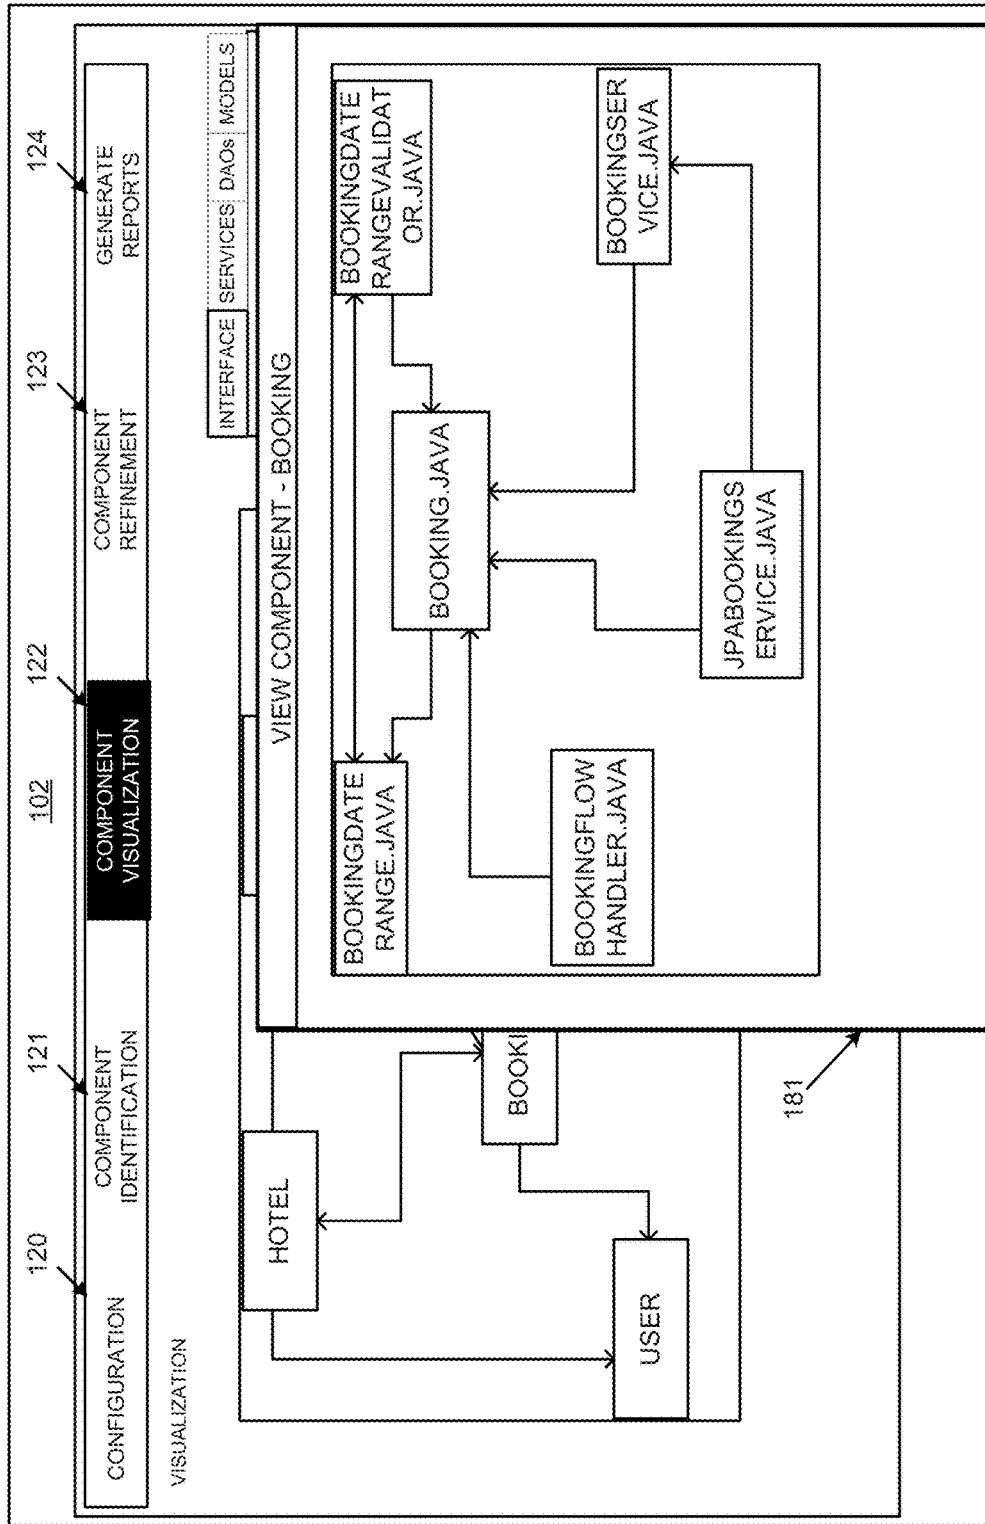 102
120
121
122
123
124
CONFIGURATION
COMPONENT
IDENTIFICATION
COMPONENT
VISUALIZATION
COMPONENT
REFINEMENT
GENERATE
REPORTS
VISUALIZATION
INTERFACE SERVICES DAOs MODELS
HOTEL
USER
BOOKI
VIEW COMPONENT - BOOKING
BOOKINGDATE
RANGE.JAVA
BOOKINGDATE
RANGEVALIDAT
OR.JAVA
BOOKING.JAVA
BOOKINGFLOW
HANDLER.JAVA
BOOKINGSER
VICE.JAVA
JPABOOKINGS
ERVICE.JAVA
181